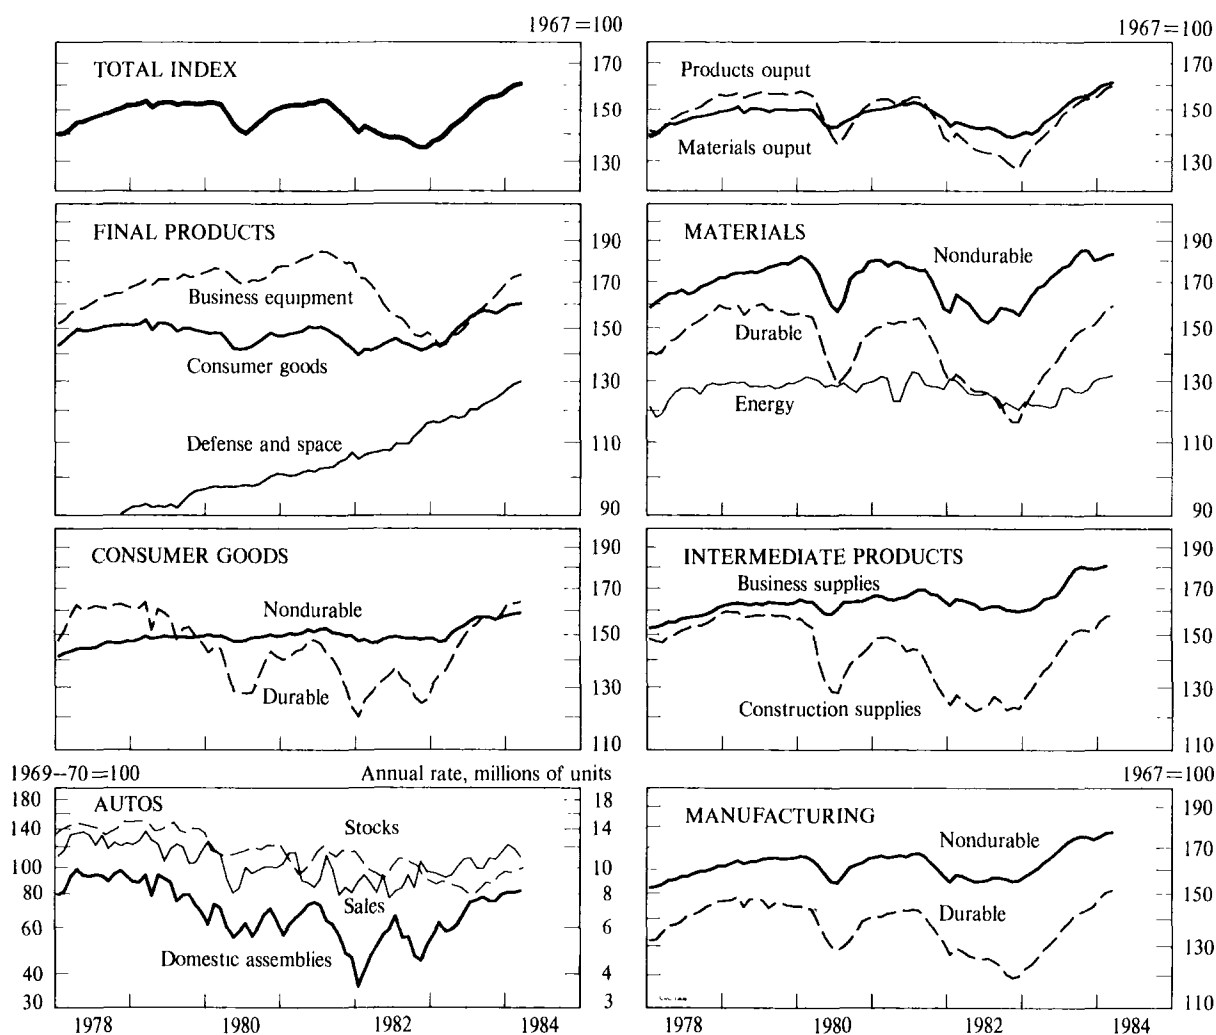 1967=100
TOTAL INDEX
170
150
130
FINAL PRODUCTS
Business equipment
Consumer goods
Defense and space
190
170
150
130
110
90
CONSUMER GOODS
Nondurable
Durable
190
170
150
130
110
1969--70=100
Annual rate, millions of units
AUTOS
Stocks
Sales
Domestic assemblies
180
140
100
80
60
40
30
18
14
10
8
6
4
3
1978
1980
1982
1984
1967=100
Products ouput
Materials ouput
170
150
130
MATERIALS
Nondurable
Durable
Energy
190
170
150
130
110
90
INTERMEDIATE PRODUCTS
Business supplies
Construction supplies
190
170
150
130
110
1967=100
MANUFACTURING
Nondurable
Durable
190
170
150
130
110
1978
1980
1982
1984